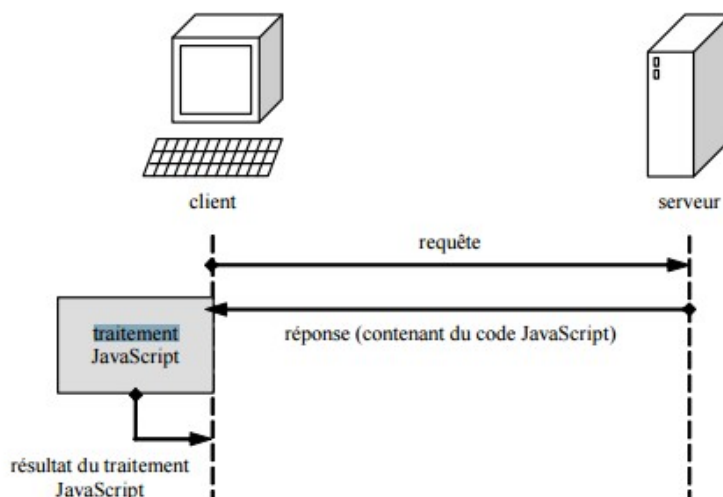 client
serveur
requête
réponse (contenant du code JavaScript)
traitement
JavaScript
résultat du traitement
JavaScript